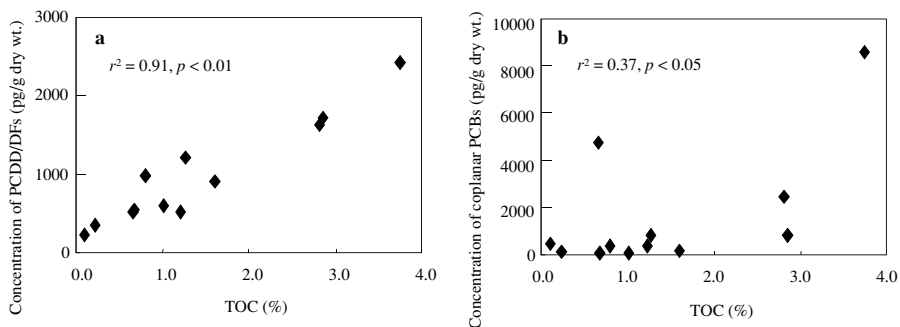 3000
2000
1000
0
Concentration of PCDD/DFs (pg/g dry wt.)
a
r² = 0.91, p < 0.01
0.0 1.0 2.0 3.0 4.0
TOC (%)
10000
8000
6000
4000
2000
0
Concentration of coplanar PCBs (pg/g dry wt.)
b
r² = 0.37, p < 0.05
0.0 1.0 2.0 3.0 4.0
TOC (%)